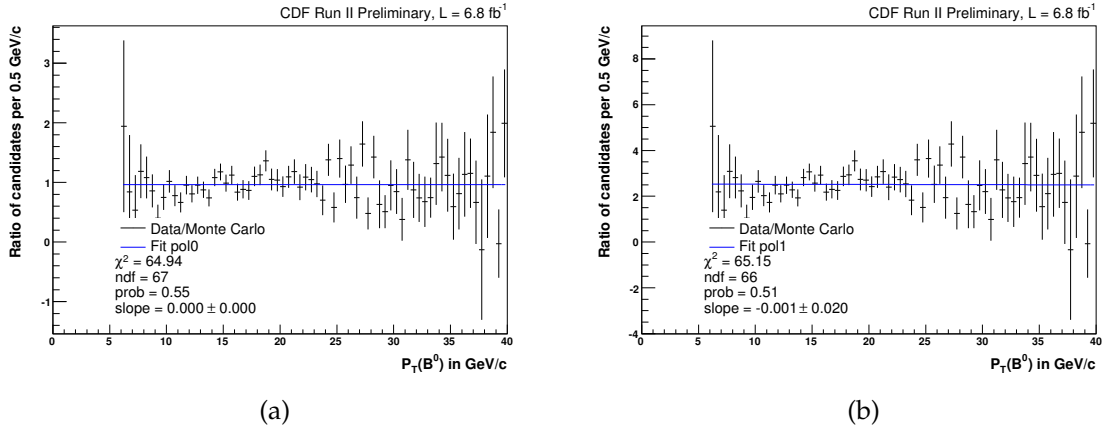 CDF Run II Preliminary, L = 6.8 fb⁻¹
Ratio of candidates per 0.5 GeV/c
3
2
1
0
-1
Data/Monte Carlo
Fit pol0
χ² = 64.94
ndf = 67
prob = 0.55
slope = 0.000 ± 0.000
0 5 10 15 20 25 30 35 40
P_T(B⁰) in GeV/c
(a)
CDF Run II Preliminary, L = 6.8 fb⁻¹
Ratio of candidates per 0.5 GeV/c
8
6
4
2
0
-2
-4
Data/Monte Carlo
Fit pol1
χ² = 65.15
ndf = 66
prob = 0.51
slope = -0.001 ± 0.020
0 5 10 15 20 25 30 35 40
P_T(B⁰) in GeV/c
(b)